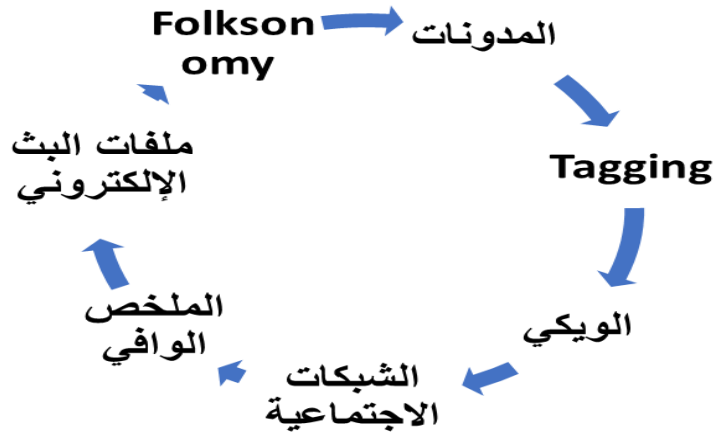 Folkson
omy
المدونات
Tagging
الويكي
الشبكات
الاجتماعية
الملخص
الوافي
ملفات البث
الإلكتروني